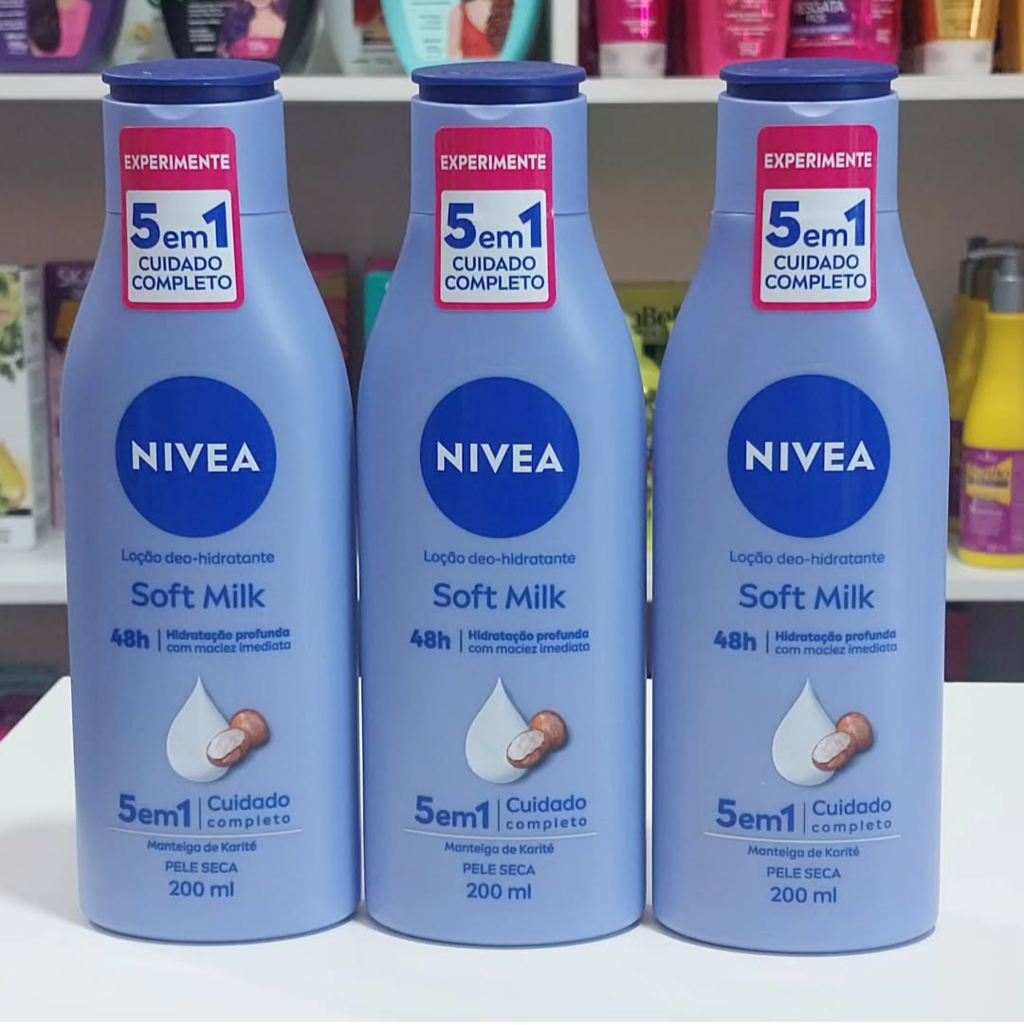 EXPERIMENTE
5em1
CUIDADO
COMPLETO
NIVEA
Loção deo-hidratante
Soft Milk
48h
Hidratação profunda
com maciez imediata
5em1
Cuidado
completo
Manteiga de Karité
PELE SECA
200 ml
EXPERIMENTE
5em1
CUIDADO
COMPLETO
NIVEA
Loção deo-hidratante
Soft Milk
48h
Hidratação profunda
com maciez imediata
5em1
Cuidado
completo
Manteiga de Karité
PELE SECA
200 ml
EXPERIMENTE
5em1
CUIDADO
COMPLETO
NIVEA
Loção deo-hidratante
Soft Milk
48h
Hidratação profunda
com maciez imediata
5em1
Cuidado
completo
Manteiga de Karité
PELE SECA
200 ml